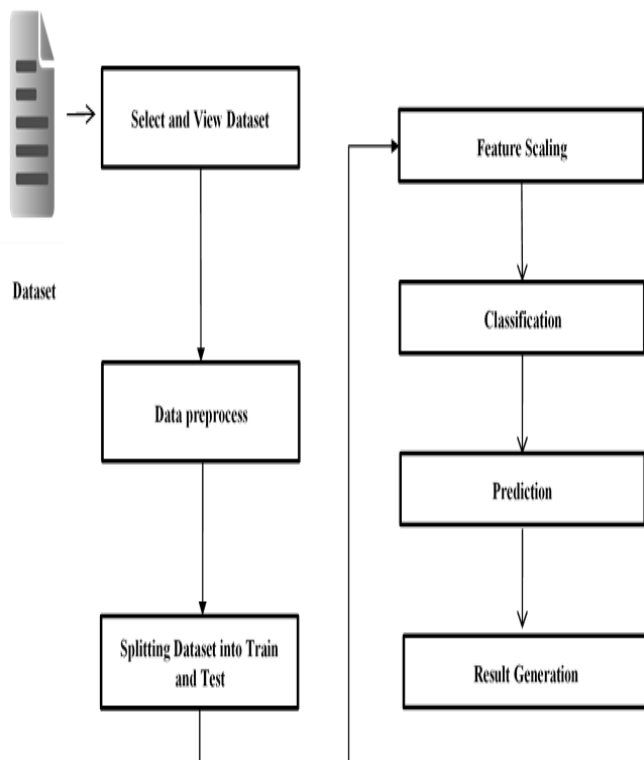 Dataset
Select and View Dataset
Data preprocess
Splitting Dataset into Train
and Test
Feature Scaling
Classification
Prediction
Result Generation